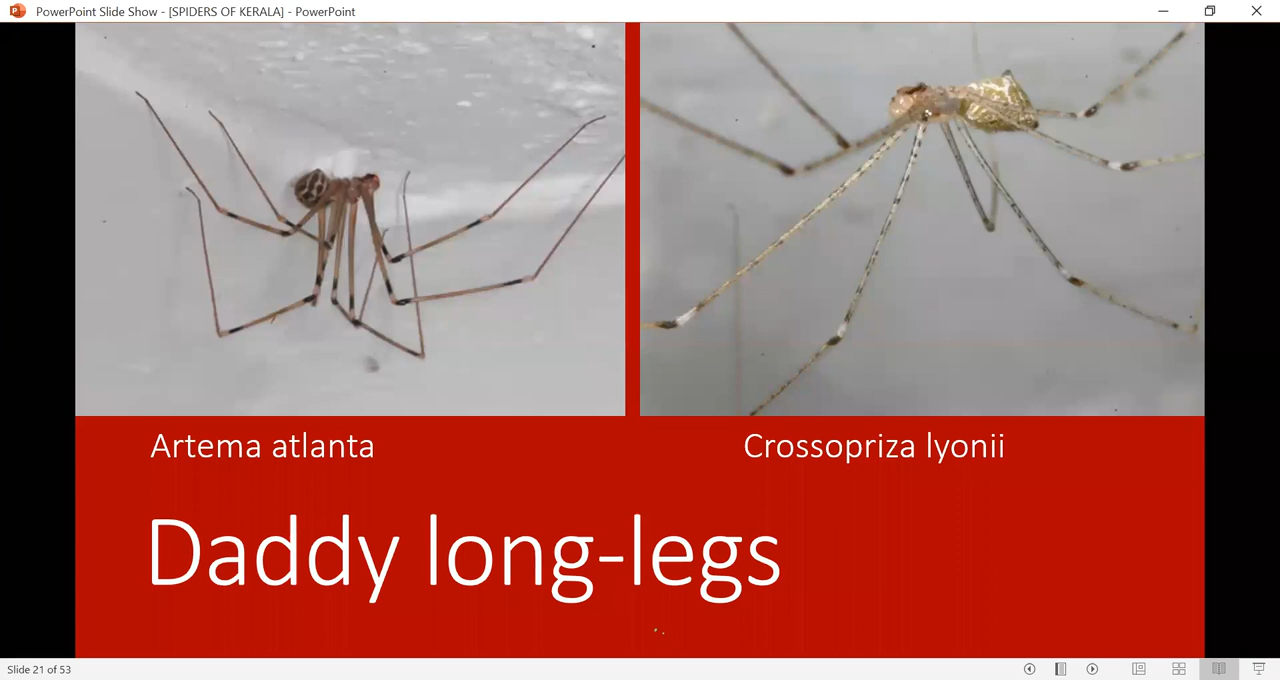 PowerPoint Slide Show - [SPIDERS OF KERALA] - PowerPoint
Artema atlanta
Crossopriza lyonii
Daddy long-legs
Slide 21 of 53